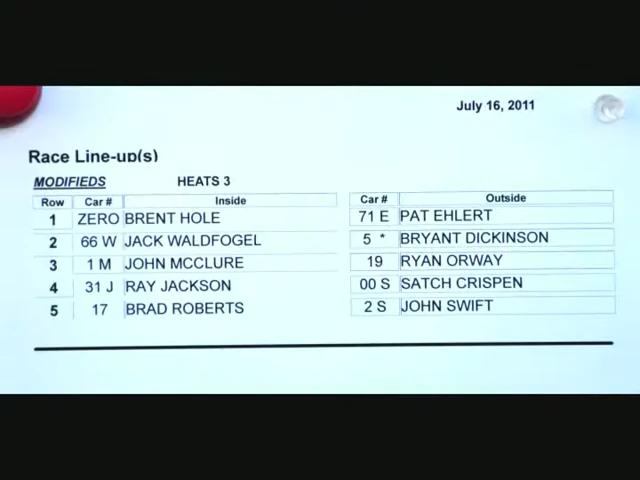 July 16, 2011
Race Line-up(s)
MODIFIEDS HEATS 3
Row Car # Inside Car # Outside
1 ZERO BRENT HOLE 71 E PAT EHLERT
2 66 W JACK WALDFOGEL 5 * BRYANT DICKINSON
3 1 M JOHN MCCLURE 19 RYAN ORWAY
4 31 J RAY JACKSON 00 S SATCH CRISPEN
5 17 BRAD ROBERTS 2 S JOHN SWIFT